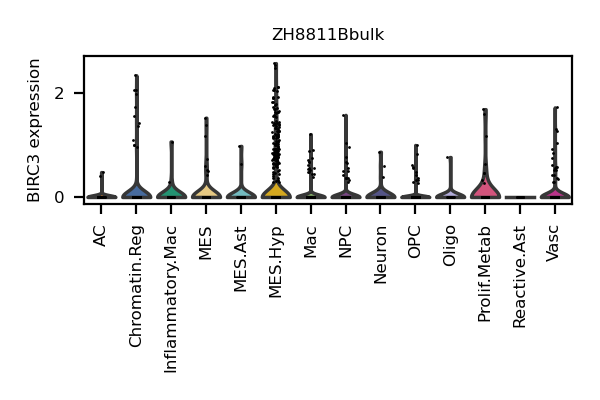 ZH8811Bbulk
BIRC3 expression
2
0
AC
Chromatin.Reg
Inflammatory.Mac
MES
MES.Ast
MES.Hyp
Mac
NPC
Neuron
OPC
Oligo
Prolif.Metab
Reactive.Ast
Vasc